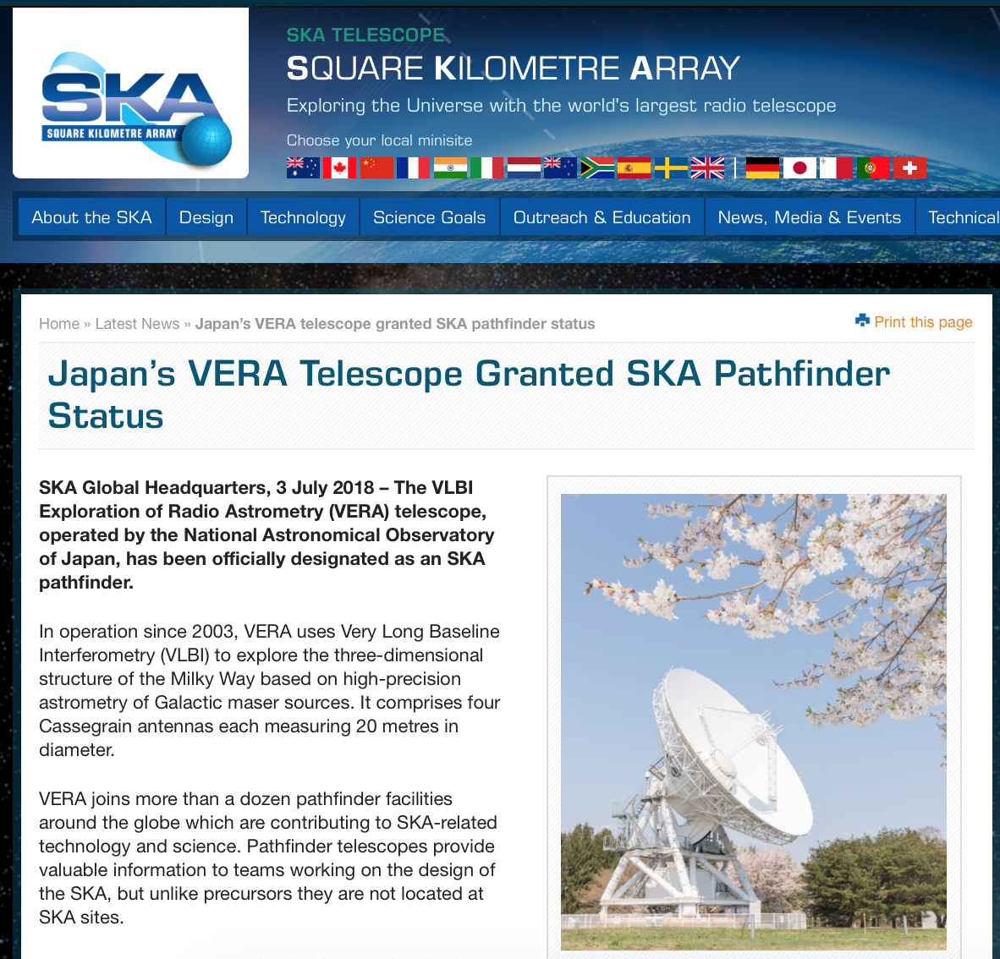 SKA
SQUARE KILOMETRE ARRAY
SKA TELESCOPE
SQUARE KILOMETRE ARRAY
Exploring the Universe with the world's largest radio telescope
Choose your local minisite
About the SKA Design Technology Science Goals Outreach & Education News, Media & Events Technical
Home » Latest News » Japan’s VERA telescope granted SKA pathfinder status
Print this page
Japan’s VERA Telescope Granted SKA Pathfinder
Status
SKA Global Headquarters, 3 July 2018 – The VLBI
Exploration of Radio Astrometry (VERA) telescope,
operated by the National Astronomical Observatory
of Japan, has been officially designated as an SKA
pathfinder.
In operation since 2003, VERA uses Very Long Baseline
Interferometry (VLBI) to explore the three-dimensional
structure of the Milky Way based on high-precision
astrometry of Galactic maser sources. It comprises four
Cassegrain antennas each measuring 20 metres in
diameter.
VERA joins more than a dozen pathfinder facilities
around the globe which are contributing to SKA-related
technology and science. Pathfinder telescopes provide
valuable information to teams working on the design of
the SKA, but unlike precursors they are not located at
SKA sites.